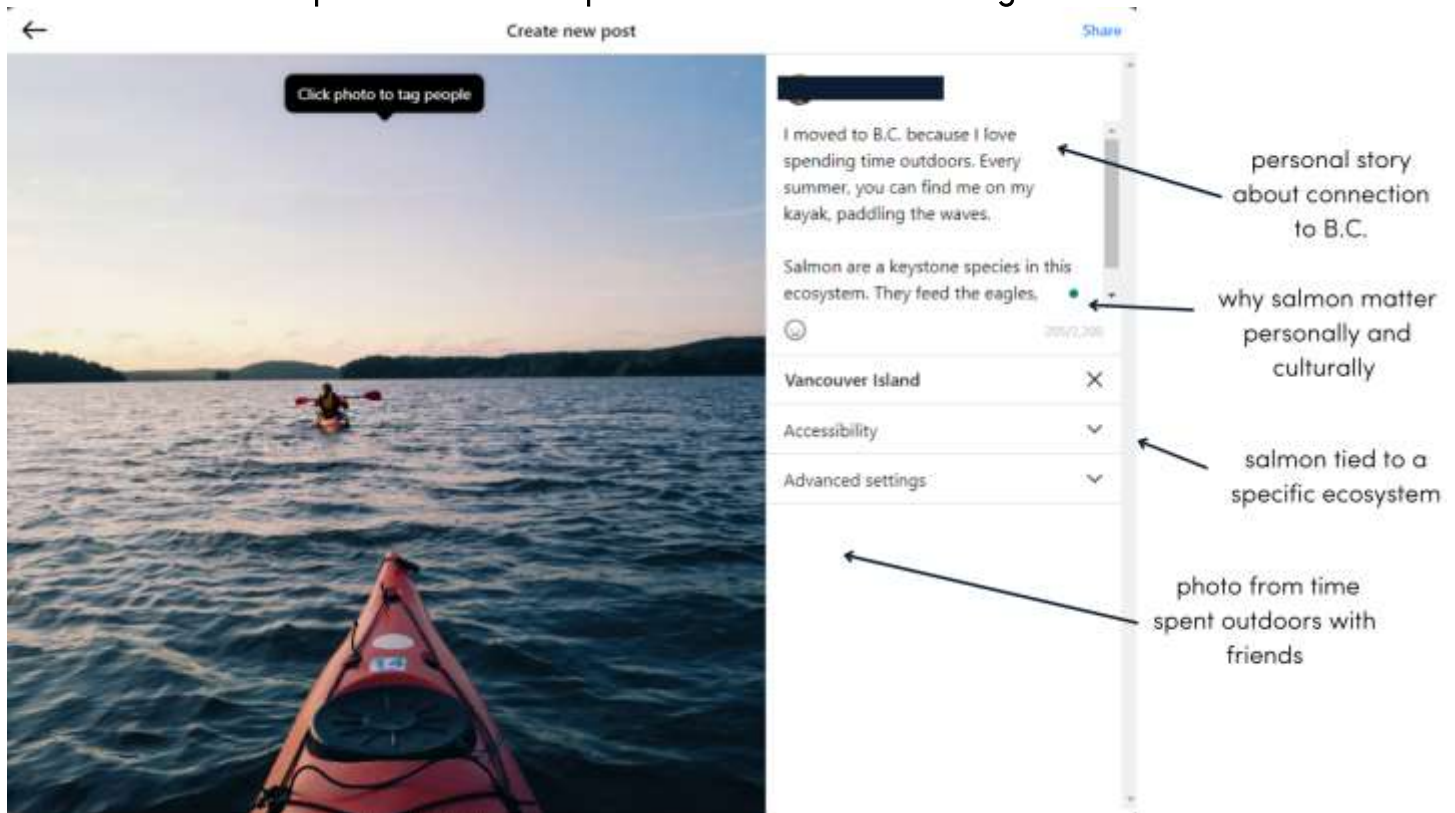 Create new post
Share
Click photo to tag people
I moved to B.C. because I love
spending time outdoors. Every
summer, you can find me on my
kayak, paddling the waves.
Salmon are a keystone species in this
ecosystem. They feed the eagles,
Vancouver Island
Accessibility
Advanced settings
14
personal story
about connection
to B.C.
why salmon matter
personally and
culturally
salmon tied to a
specific ecosystem
photo from time
spent outdoors with
friends